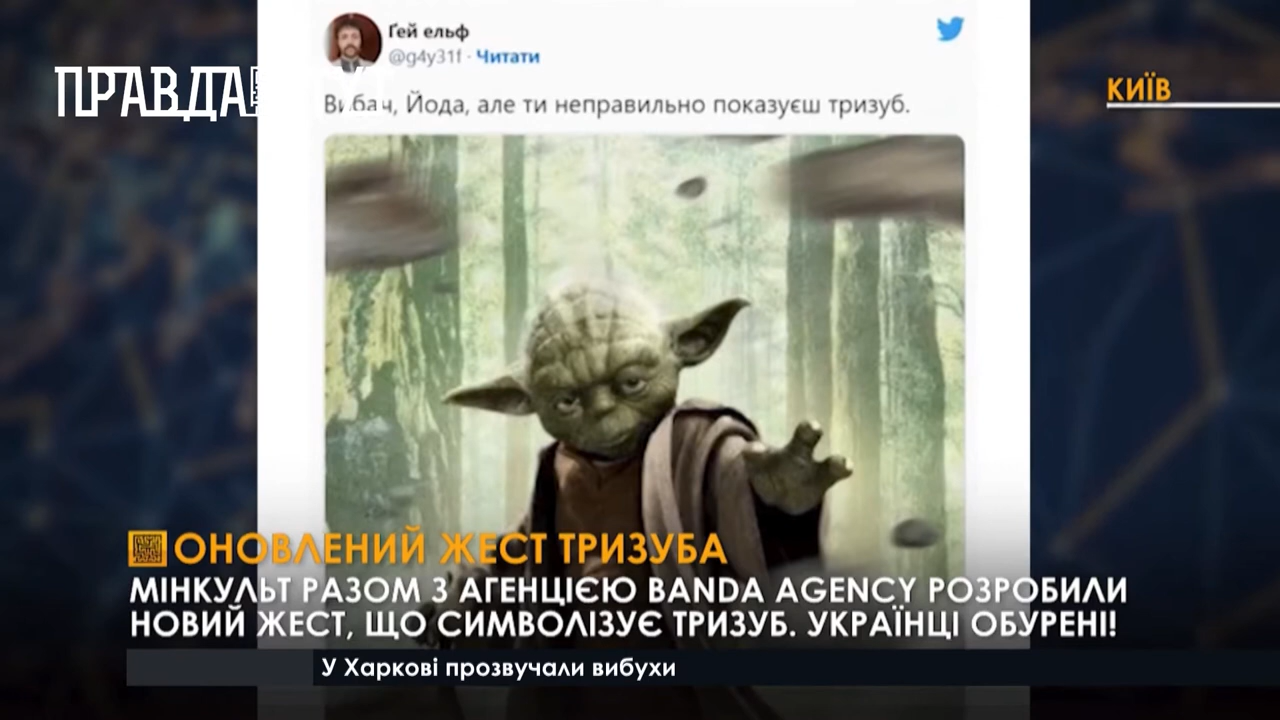 Ґей ельф
@g4y31f · Читати
ПРАВДА
КИЇВ
Вибач, Йода, але ти неправильно показуєш тризуб.
ОНОВЛЕНИЙ ЖЕСТ ТРИЗУБА
МІНКУЛЬТ РАЗОМ З АГЕНЦІЄЮ BANDA AGENCY РОЗРОБИЛИ
НОВИЙ ЖЕСТ, ЩО СИМВОЛІЗУЄ ТРИЗУБ. УКРАЇНЦІ ОБУРЕНІ!
У Харкові прозвучали вибухи